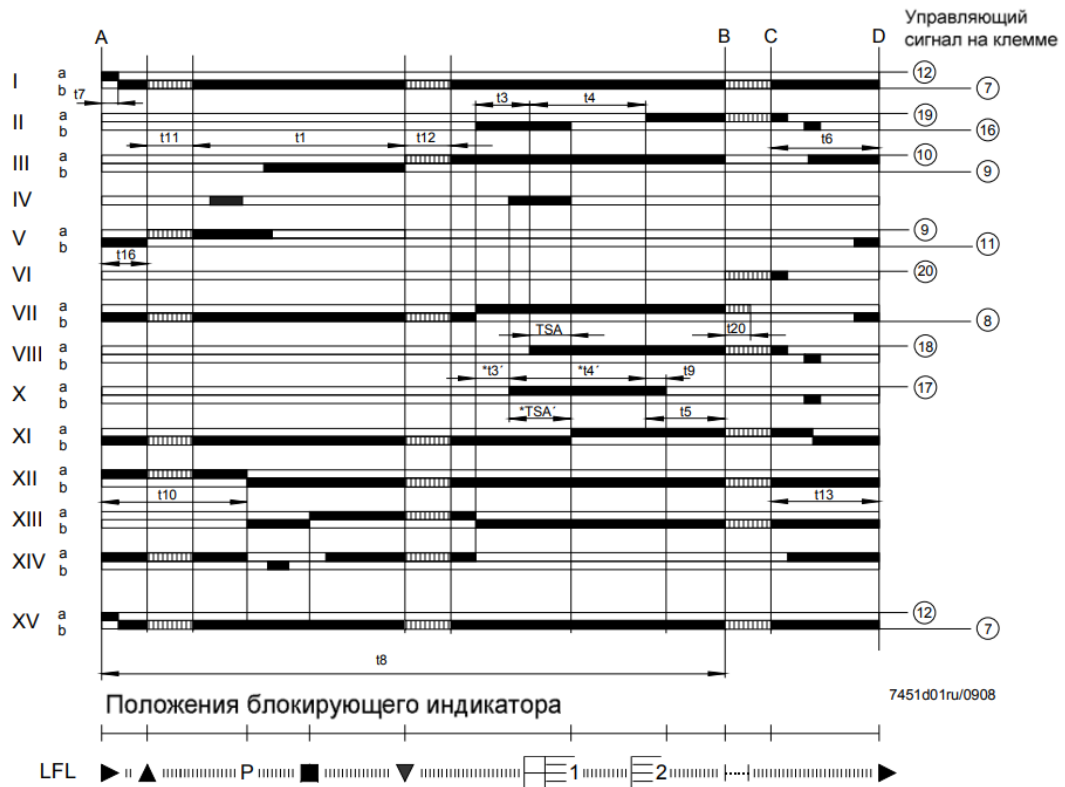 Управляющий
сигнал на клемме
A B C D
I a b t7 12 7
II a b t3 t4 19 16
III a b t11 t1 t12 t6 10 9
IV
V a b t16 9 11
VI 20
VII a b 8
TSA t20
VIII a b 18
*t3´ *t4´ t9
X a b 17
*TSA´ t5
XI a b
XII a b
t10 t13
XIII a b
XIV a b
XV a b 12 7
t8
7451d01ru/0908
Положения блокирующего индикатора
LFL P 1 2